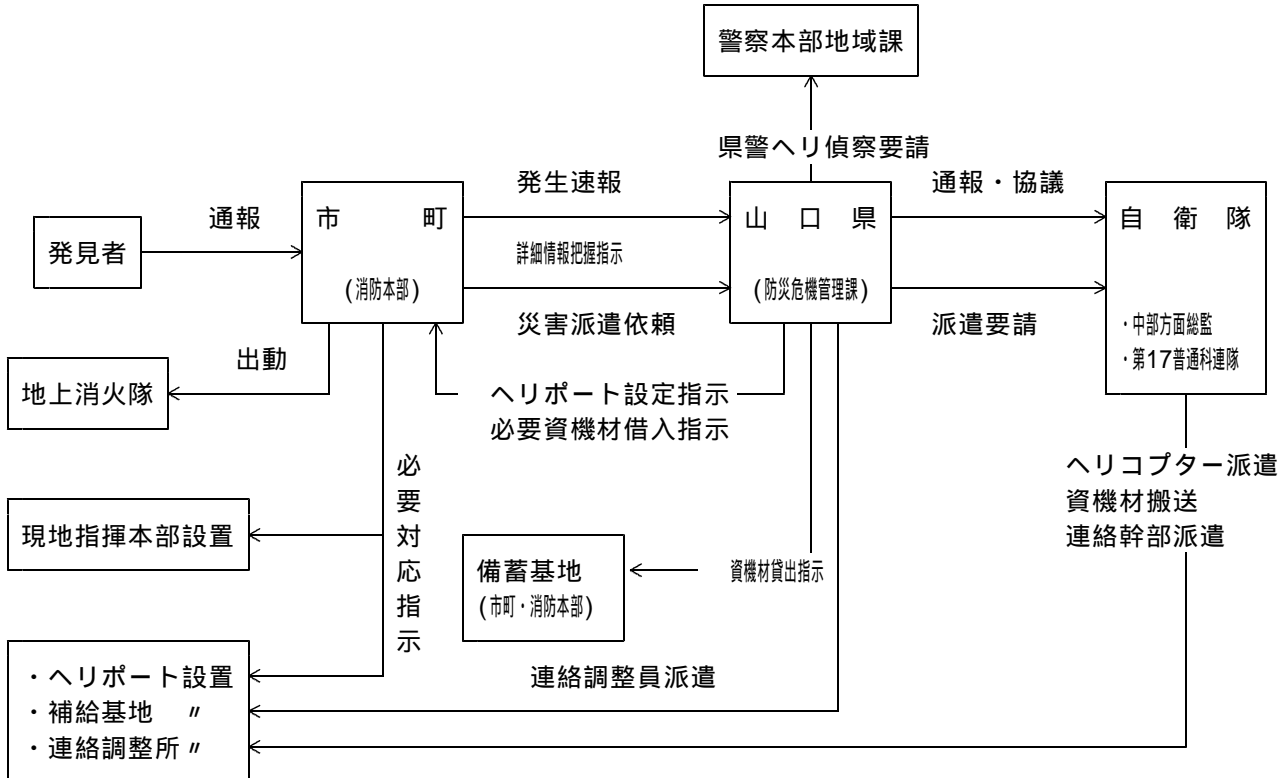 警察本部地域課
県警ヘリ偵察要請
発生速報
通報・協議
通報
市 町
山 口 県
自 衛 隊
発見者
詳細情報把握指示
(消防本部)
(防災危機管理課)
災害派遣依頼
派遣要請
・中部方面総監
・第17普通科連隊
出動
地上消火隊
ヘリポート設定指示
必要資機材借入指示
必要対応指示
ヘリコプター派遣
資機材搬送
連絡幹部派遣
現地指揮本部設置
備蓄基地
(市町・消防本部)
資機材貸出指示
・ヘリポート設置
・補給基地 〃
・連絡調整所〃
連絡調整員派遣